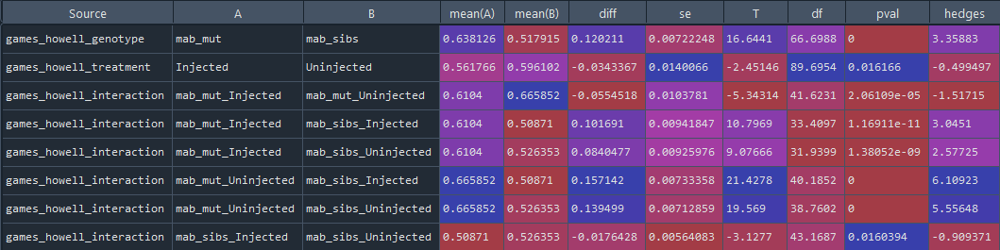 Source A B mean(A) mean(B) diff se T df pval hedges
games_howell_genotype mab_mut mab_sibs 0.638126 0.517915 0.120211 0.00722248 16.6441 66.6988 0 3.35883
games_howell_treatment Injected Uninjected 0.561766 0.596102 -0.0343367 0.0140066 -2.45146 89.6954 0.016166 -0.499497
games_howell_interaction mab_mut_Injected mab_mut_Uninjected 0.6104 0.665852 -0.0554518 0.0103781 -5.34314 41.6231 2.06109e-05 -1.51715
games_howell_interaction mab_mut_Injected mab_sibs_Injected 0.6104 0.50871 0.101691 0.00941847 10.7969 33.4097 1.16911e-11 3.0451
games_howell_interaction mab_mut_Injected mab_sibs_Uninjected 0.6104 0.526353 0.0840477 0.00925976 9.07666 31.9399 1.38052e-09 2.57725
games_howell_interaction mab_mut_Uninjected mab_sibs_Injected 0.665852 0.50871 0.157142 0.00733358 21.4278 40.1852 0 6.10923
games_howell_interaction mab_mut_Uninjected mab_sibs_Uninjected 0.665852 0.526353 0.139499 0.00712859 19.569 38.7602 0 5.55648
games_howell_interaction mab_sibs_Injected mab_sibs_Uninjected 0.50871 0.526353 -0.0176428 0.00564083 -3.1277 43.1687 0.0160394 -0.909371